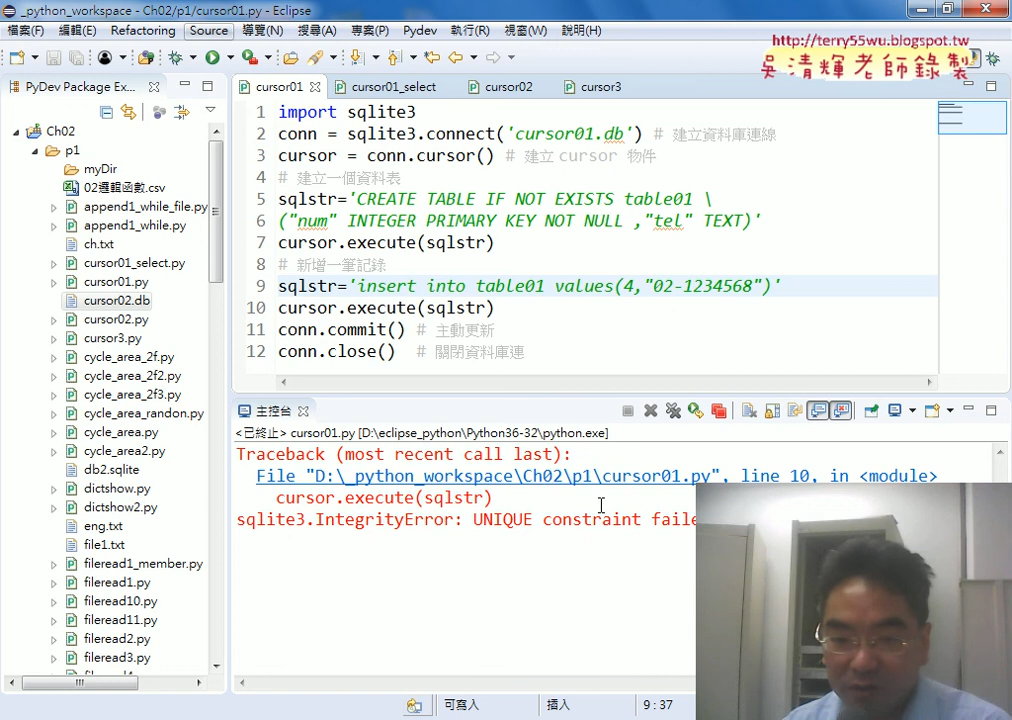 _python_workspace - Ch02/p1/cursor01.py - Eclipse
檔案(F) 編輯(E) Refactoring Source 導覽(N) 搜尋(A) 專案(P) Pydev 執行(R) 視窗(W) 說明(H)
http://terry55wu.blogspot.tw
吳清輝老師錄製
PyDev Package Ex...
Ch02
p1
myDir
02邏輯函數.csv
append1_while_file.py
append1_while.py
ch.txt
cursor01_select.py
cursor01.py
cursor02.db
cursor02.py
cursor3.py
cycle_area_2f.py
cycle_area_2f2.py
cycle_area_2f3.py
cycle_area_randon.py
cycle_area.py
cycle_area2.py
db2.sqlite
dictshow.py
dictshow2.py
eng.txt
file1.txt
fileread1_member.py
fileread1.py
fileread10.py
fileread11.py
fileread2.py
fileread3.py
cursor01 cursor01_select cursor02 cursor3
1 import sqlite3
2 conn = sqlite3.connect('cursor01.db') # 建立資料庫連線
3 cursor = conn.cursor() # 建立 cursor 物件
4 # 建立一個資料表
5 sqlstr='CREATE TABLE IF NOT EXISTS table01 \
6 ("num" INTEGER PRIMARY KEY NOT NULL ,"tel" TEXT)'
7 cursor.execute(sqlstr)
8 # 新增一筆記錄
9 sqlstr='insert into table01 values(4,"02-1234568")'
10 cursor.execute(sqlstr)
11 conn.commit() # 主動更新
12 conn.close() # 關閉資料庫連
主控台
<已終止> cursor01.py [D:\eclipse_python\Python36-32\python.exe]
Traceback (most recent call last):
File "D:\_python_workspace\Ch02\p1\cursor01.py", line 10, in <module>
cursor.execute(sqlstr)
sqlite3.IntegrityError: UNIQUE constraint faile
可寫入 插入 9:37